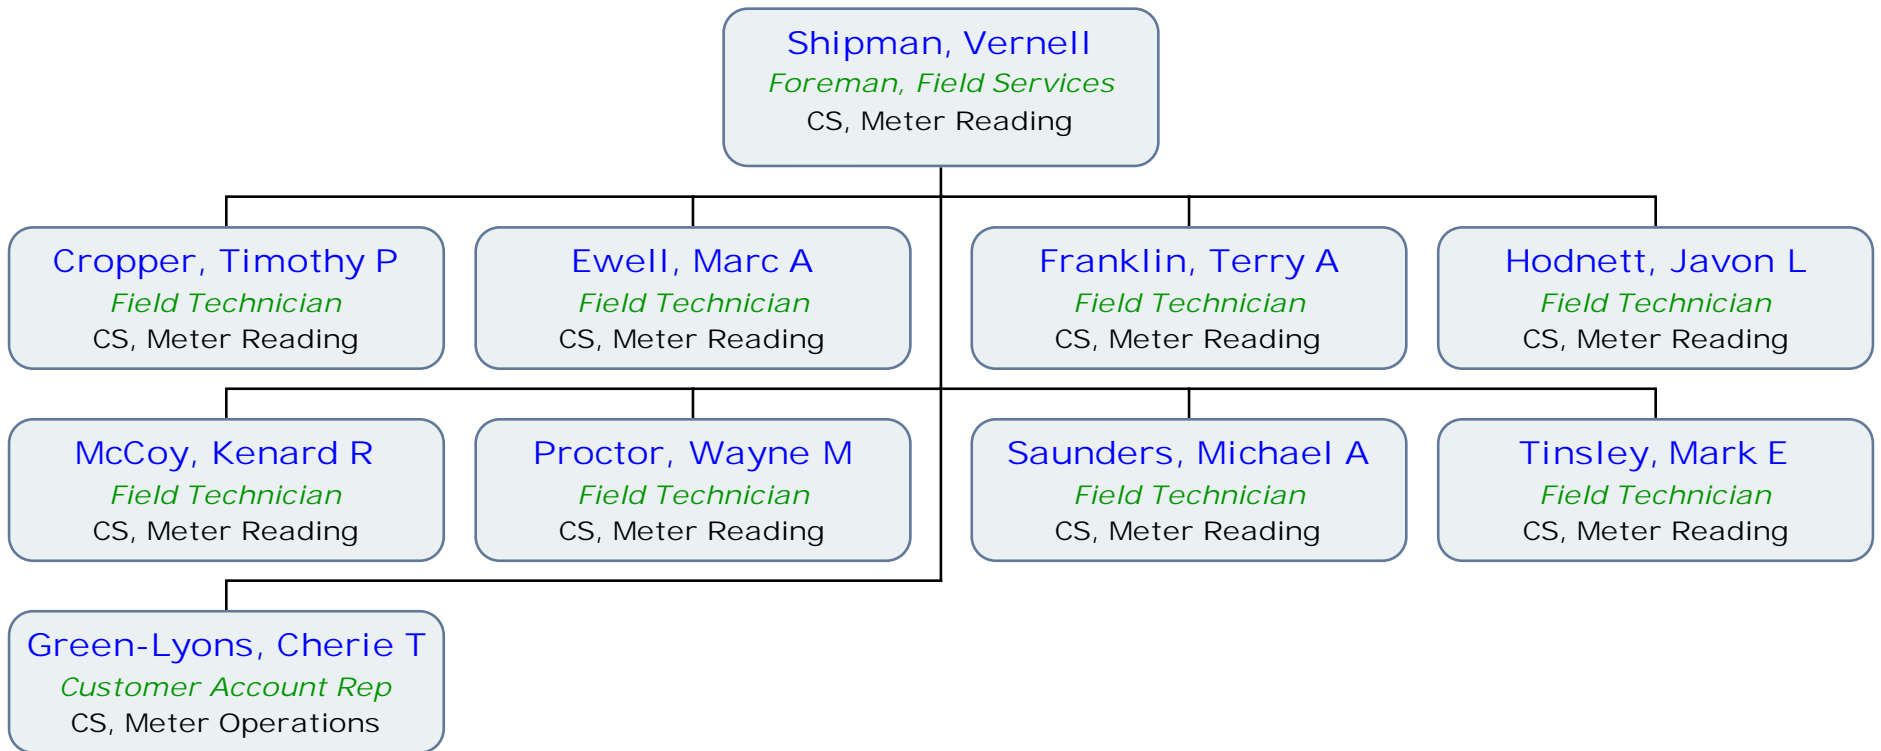 Shipman, Vernell
Foreman, Field Services
CS, Meter Reading
Cropper, Timothy P
Field Technician
CS, Meter Reading
Ewell, Marc A
Field Technician
CS, Meter Reading
Franklin, Terry A
Field Technician
CS, Meter Reading
Hodnett, Javon L
Field Technician
CS, Meter Reading
McCoy, Kenard R
Field Technician
CS, Meter Reading
Proctor, Wayne M
Field Technician
CS, Meter Reading
Saunders, Michael A
Field Technician
CS, Meter Reading
Tinsley, Mark E
Field Technician
CS, Meter Reading
Green-Lyons, Cherie T
Customer Account Rep
CS, Meter Operations